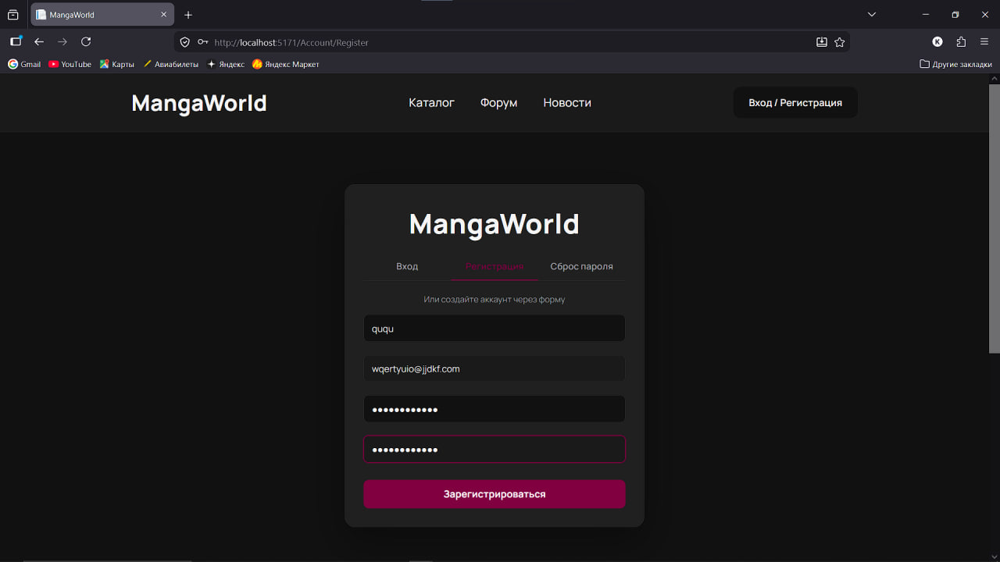 MangaWorld
http://localhost:5171/Account/Register
K
Gmail YouTube Карты Авиабилеты Яндекс Яндекс Маркет Другие закладки
MangaWorld Каталог Форум Новости Вход / Регистрация
MangaWorld
Вход Регистрация Сброс пароля
Или создайте аккаунт через форму
ququ
wqertyuio@jjdkf.com
●●●●●●●●●●●●
●●●●●●●●●●●●
Зарегистрироваться